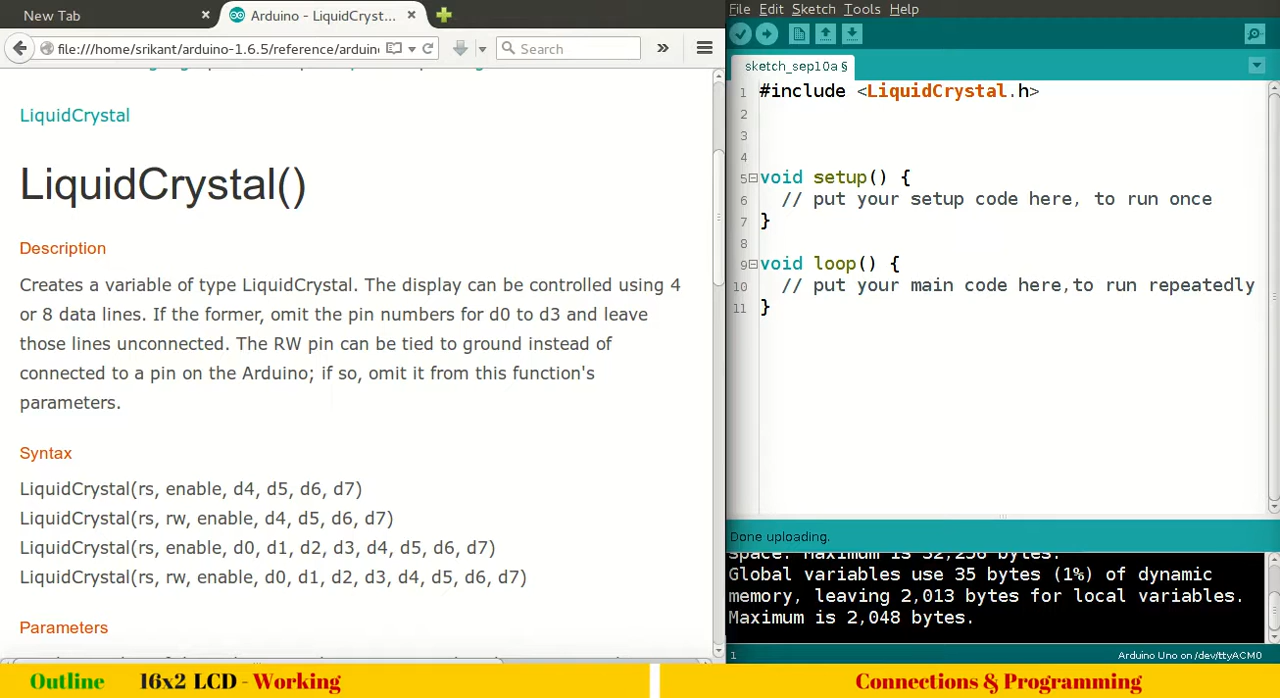 New Tab
Arduino - LiquidCryst...
file:///home/srikant/arduino-1.6.5/reference/arduin
Search
LiquidCrystal
LiquidCrystal()
Description
Creates a variable of type LiquidCrystal. The display can be controlled using 4
or 8 data lines. If the former, omit the pin numbers for d0 to d3 and leave
those lines unconnected. The RW pin can be tied to ground instead of
connected to a pin on the Arduino; if so, omit it from this function's
parameters.
Syntax
LiquidCrystal(rs, enable, d4, d5, d6, d7)
LiquidCrystal(rs, rw, enable, d4, d5, d6, d7)
LiquidCrystal(rs, enable, d0, d1, d2, d3, d4, d5, d6, d7)
LiquidCrystal(rs, rw, enable, d0, d1, d2, d3, d4, d5, d6, d7)
Parameters
File Edit Sketch Tools Help
sketch_sep10a §
1 #include <LiquidCrystal.h>
2
3
4
5 void setup() {
6 // put your setup code here, to run once
7 }
8
9 void loop() {
10 // put your main code here,to run repeatedly
11 }
Done uploading.
space. Maximum is 32,256 bytes.
Global variables use 35 bytes (1%) of dynamic
memory, leaving 2,013 bytes for local variables.
Maximum is 2,048 bytes.
1 Arduino Uno on /dev/ttyACM0
Outline 16x2 LCD - Working Connections & Programming